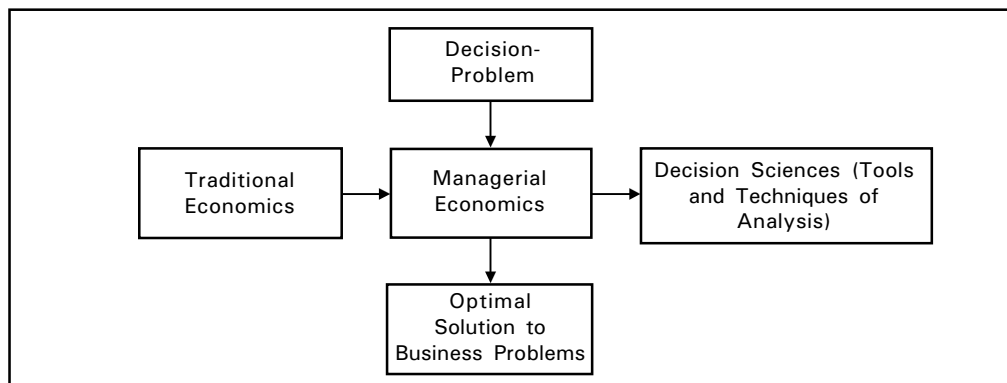 Decision-
Problem
Traditional
Economics
Managerial
Economics
Decision Sciences (Tools
and Techniques of
Analysis)
Optimal
Solution to
Business Problems